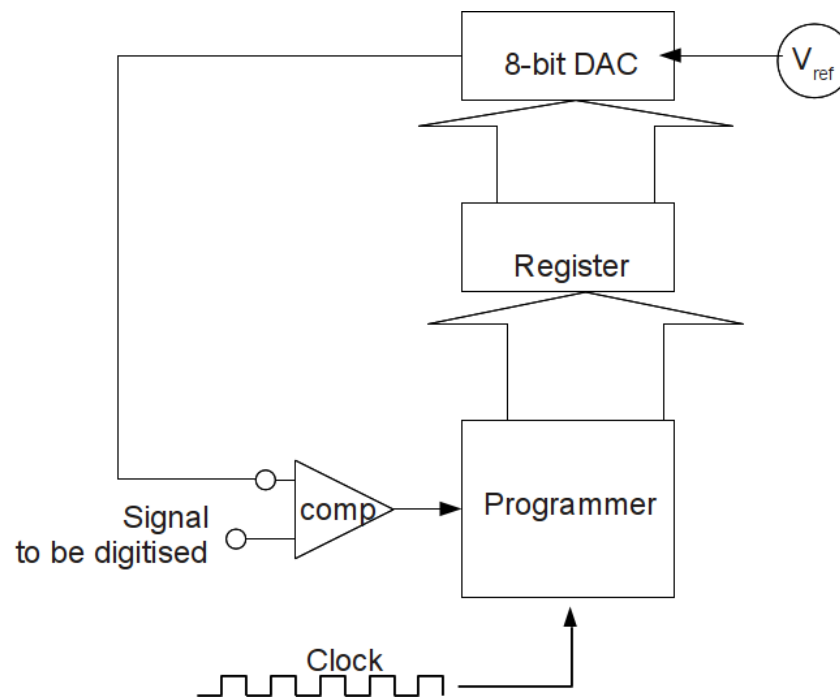 8-bit DAC
V ref
Register
comp
Programmer
Signal
to be digitised
Clock